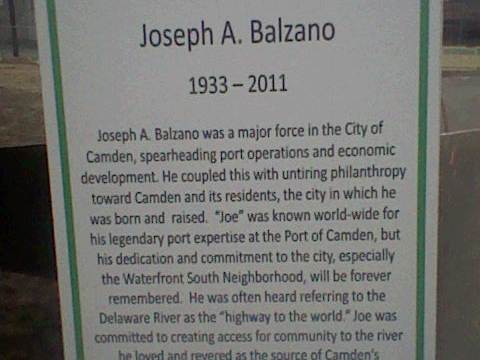 Joseph A. Balzano
1933 – 2011
Joseph A. Balzano was a major force in the City of
Camden, spearheading port operations and economic
development. He coupled this with untiring philanthropy
toward Camden and its residents, the city in which he
was born and raised. "Joe" was known world-wide for
his legendary port expertise at the Port of Camden, but
his dedication and commitment to the city, especially
the Waterfront South Neighborhood, will be forever
remembered. He was often heard referring to the
Delaware River as the "highway to the world." Joe was
committed to creating access for community to the river
he loved and revered as the source of Camden's